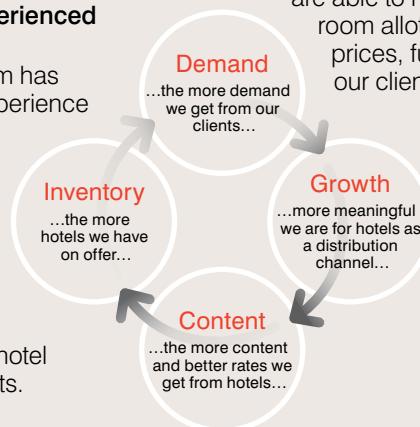 erienced
m has
perience
are able to
room allot
prices, fu
our clien
Demand
…the more demand
we get from our
clients…
Inventory
…the more
hotels we have
on offer…
Growth
…more meaningful
we are for hotels as
a distribution
channel…
Content
…the more content
and better rates we
get from hotels…
hotel
ts.